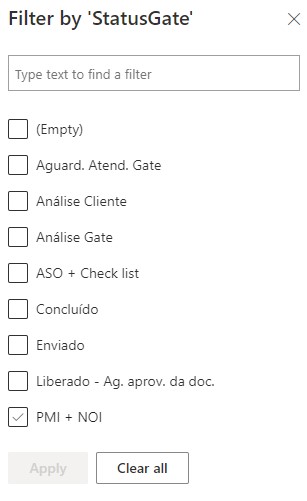 Filter by 'StatusGate'
Type text to find a filter
(Empty)
Aguard. Atend. Gate
Análise Cliente
Análise Gate
ASO + Check list
Concluído
Enviado
Liberado - Ag. aprov. da doc.
PMI + NOI
Apply
Clear all